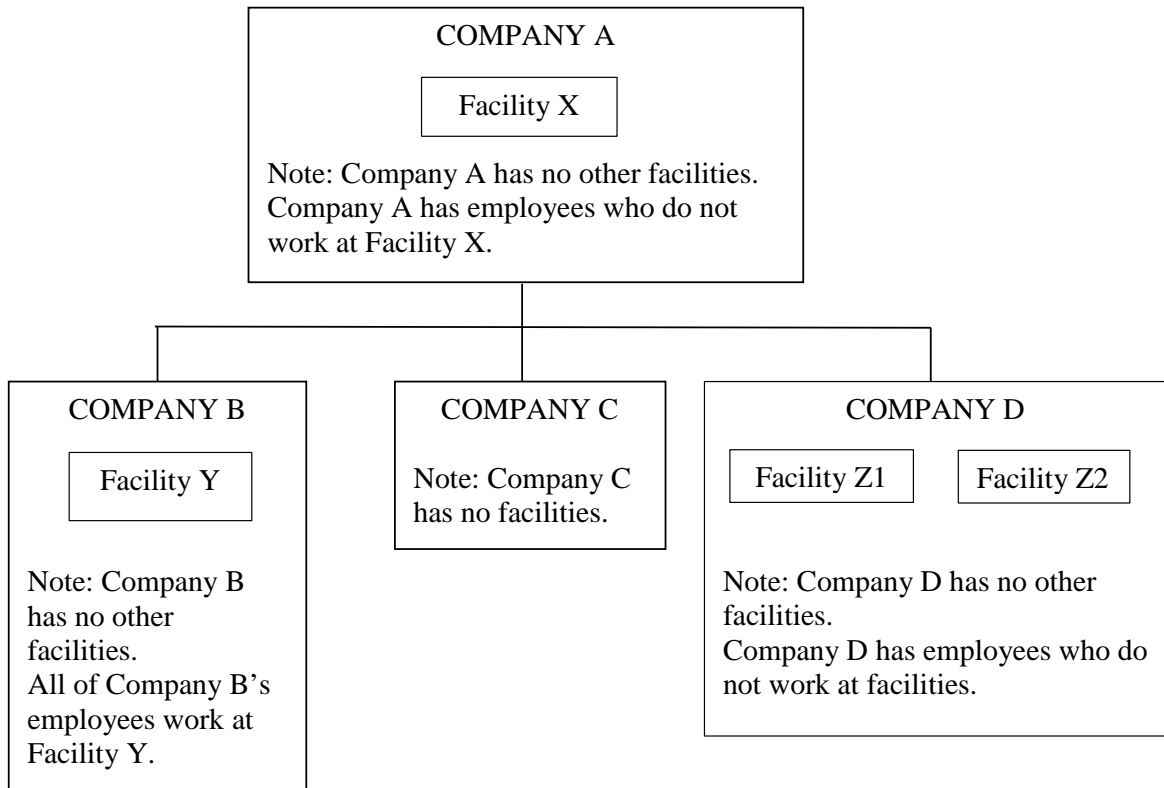 COMPANY A
Facility X
Note: Company A has no other facilities.
Company A has employees who do not
work at Facility X.
COMPANY B
Facility Y
Note: Company B
has no other
facilities.
All of Company B’s
employees work at
Facility Y.
COMPANY C
Note: Company C
has no facilities.
COMPANY D
Facility Z1
Facility Z2
Note: Company D has no other
facilities.
Company D has employees who do
not work at facilities.